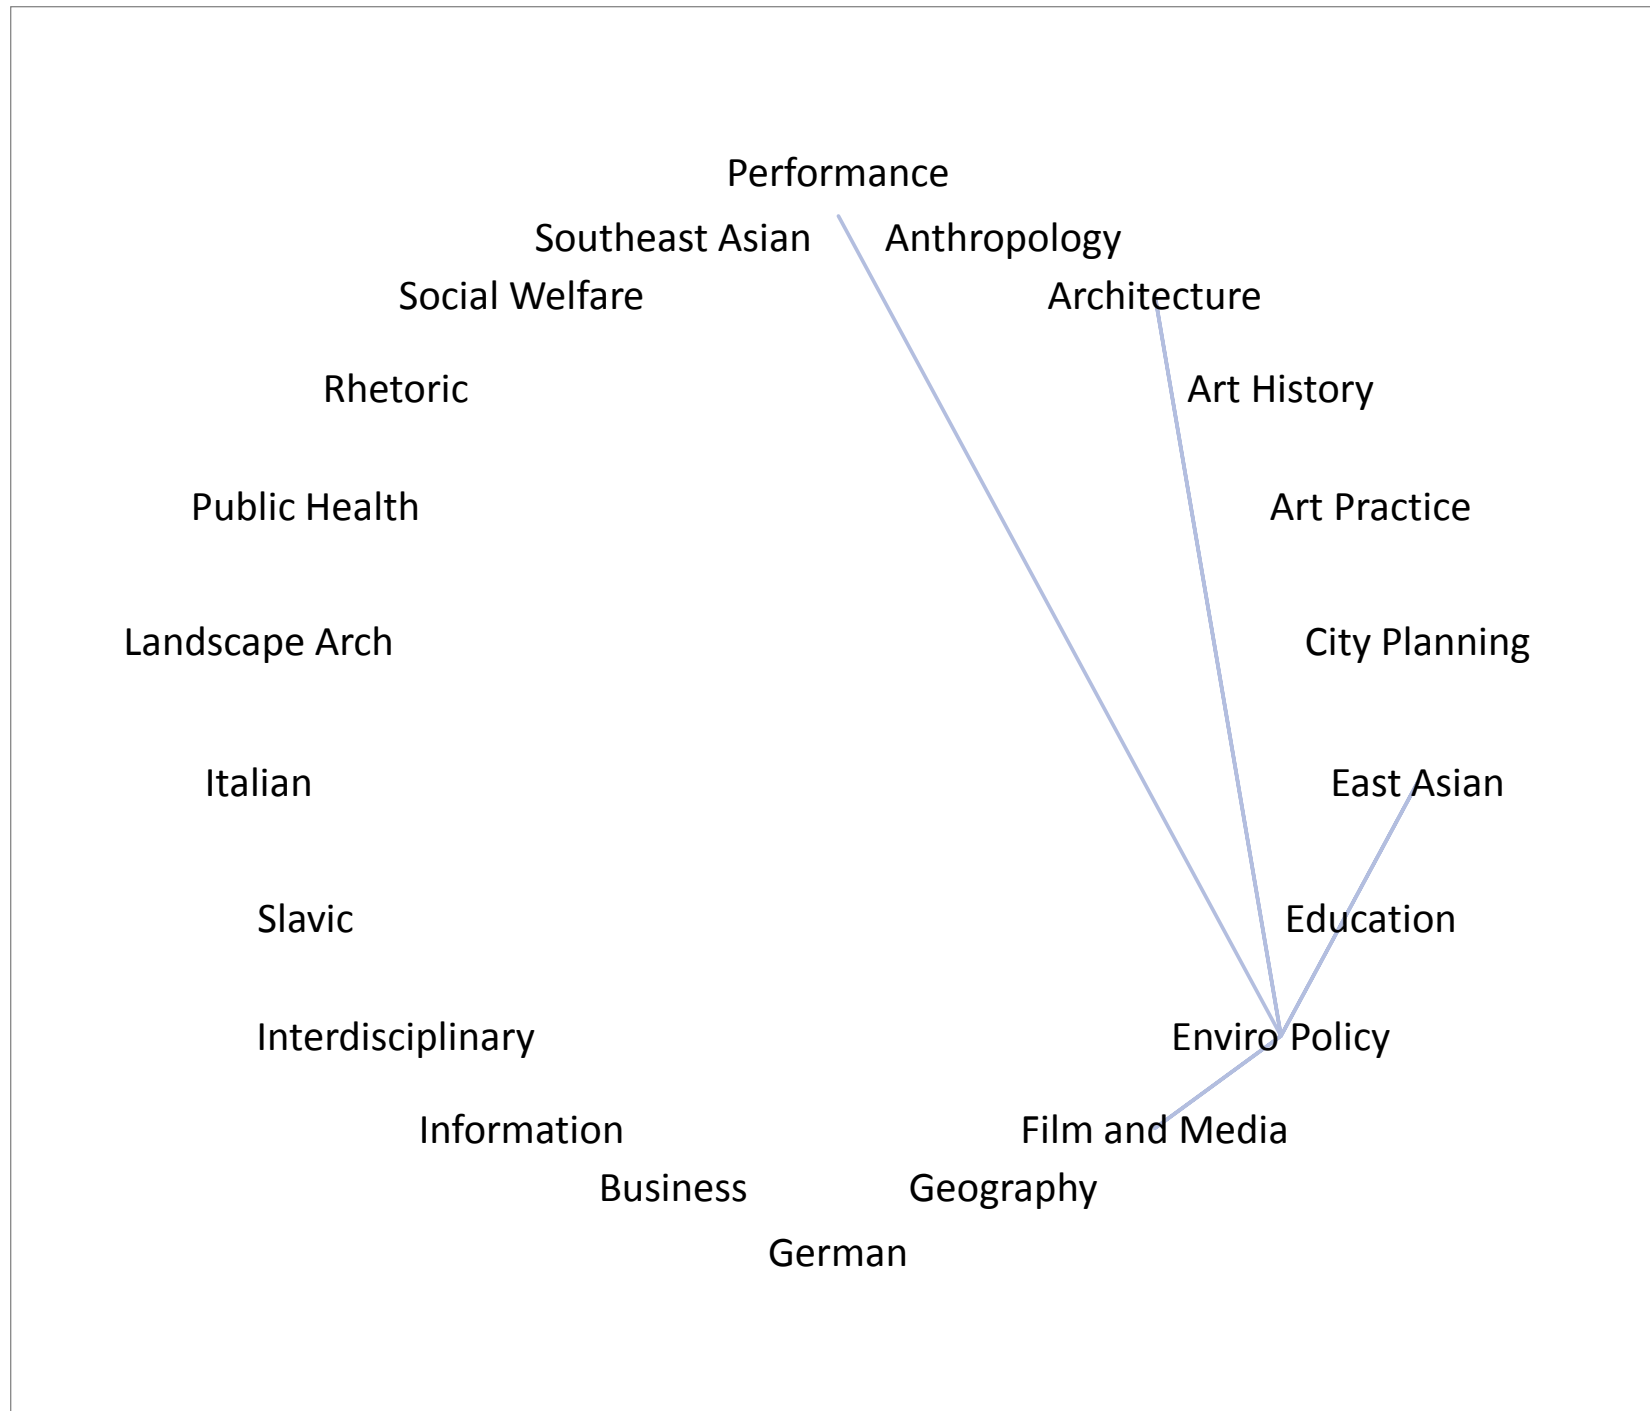 Performance
Southeast Asian Anthropology
Social Welfare Architecture
Rhetoric Art History
Public Health Art Practice
Landscape Arch City Planning
Italian East Asian
Slavic Education
Interdisciplinary Enviro Policy
Information Film and Media
Business Geography
German